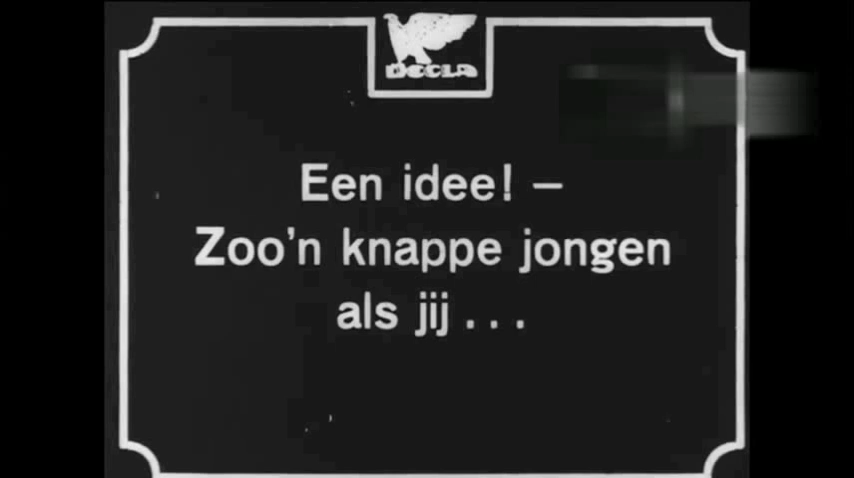 DECLA
Een idee! –
Zoo'n knappe jongen
als jij . . .